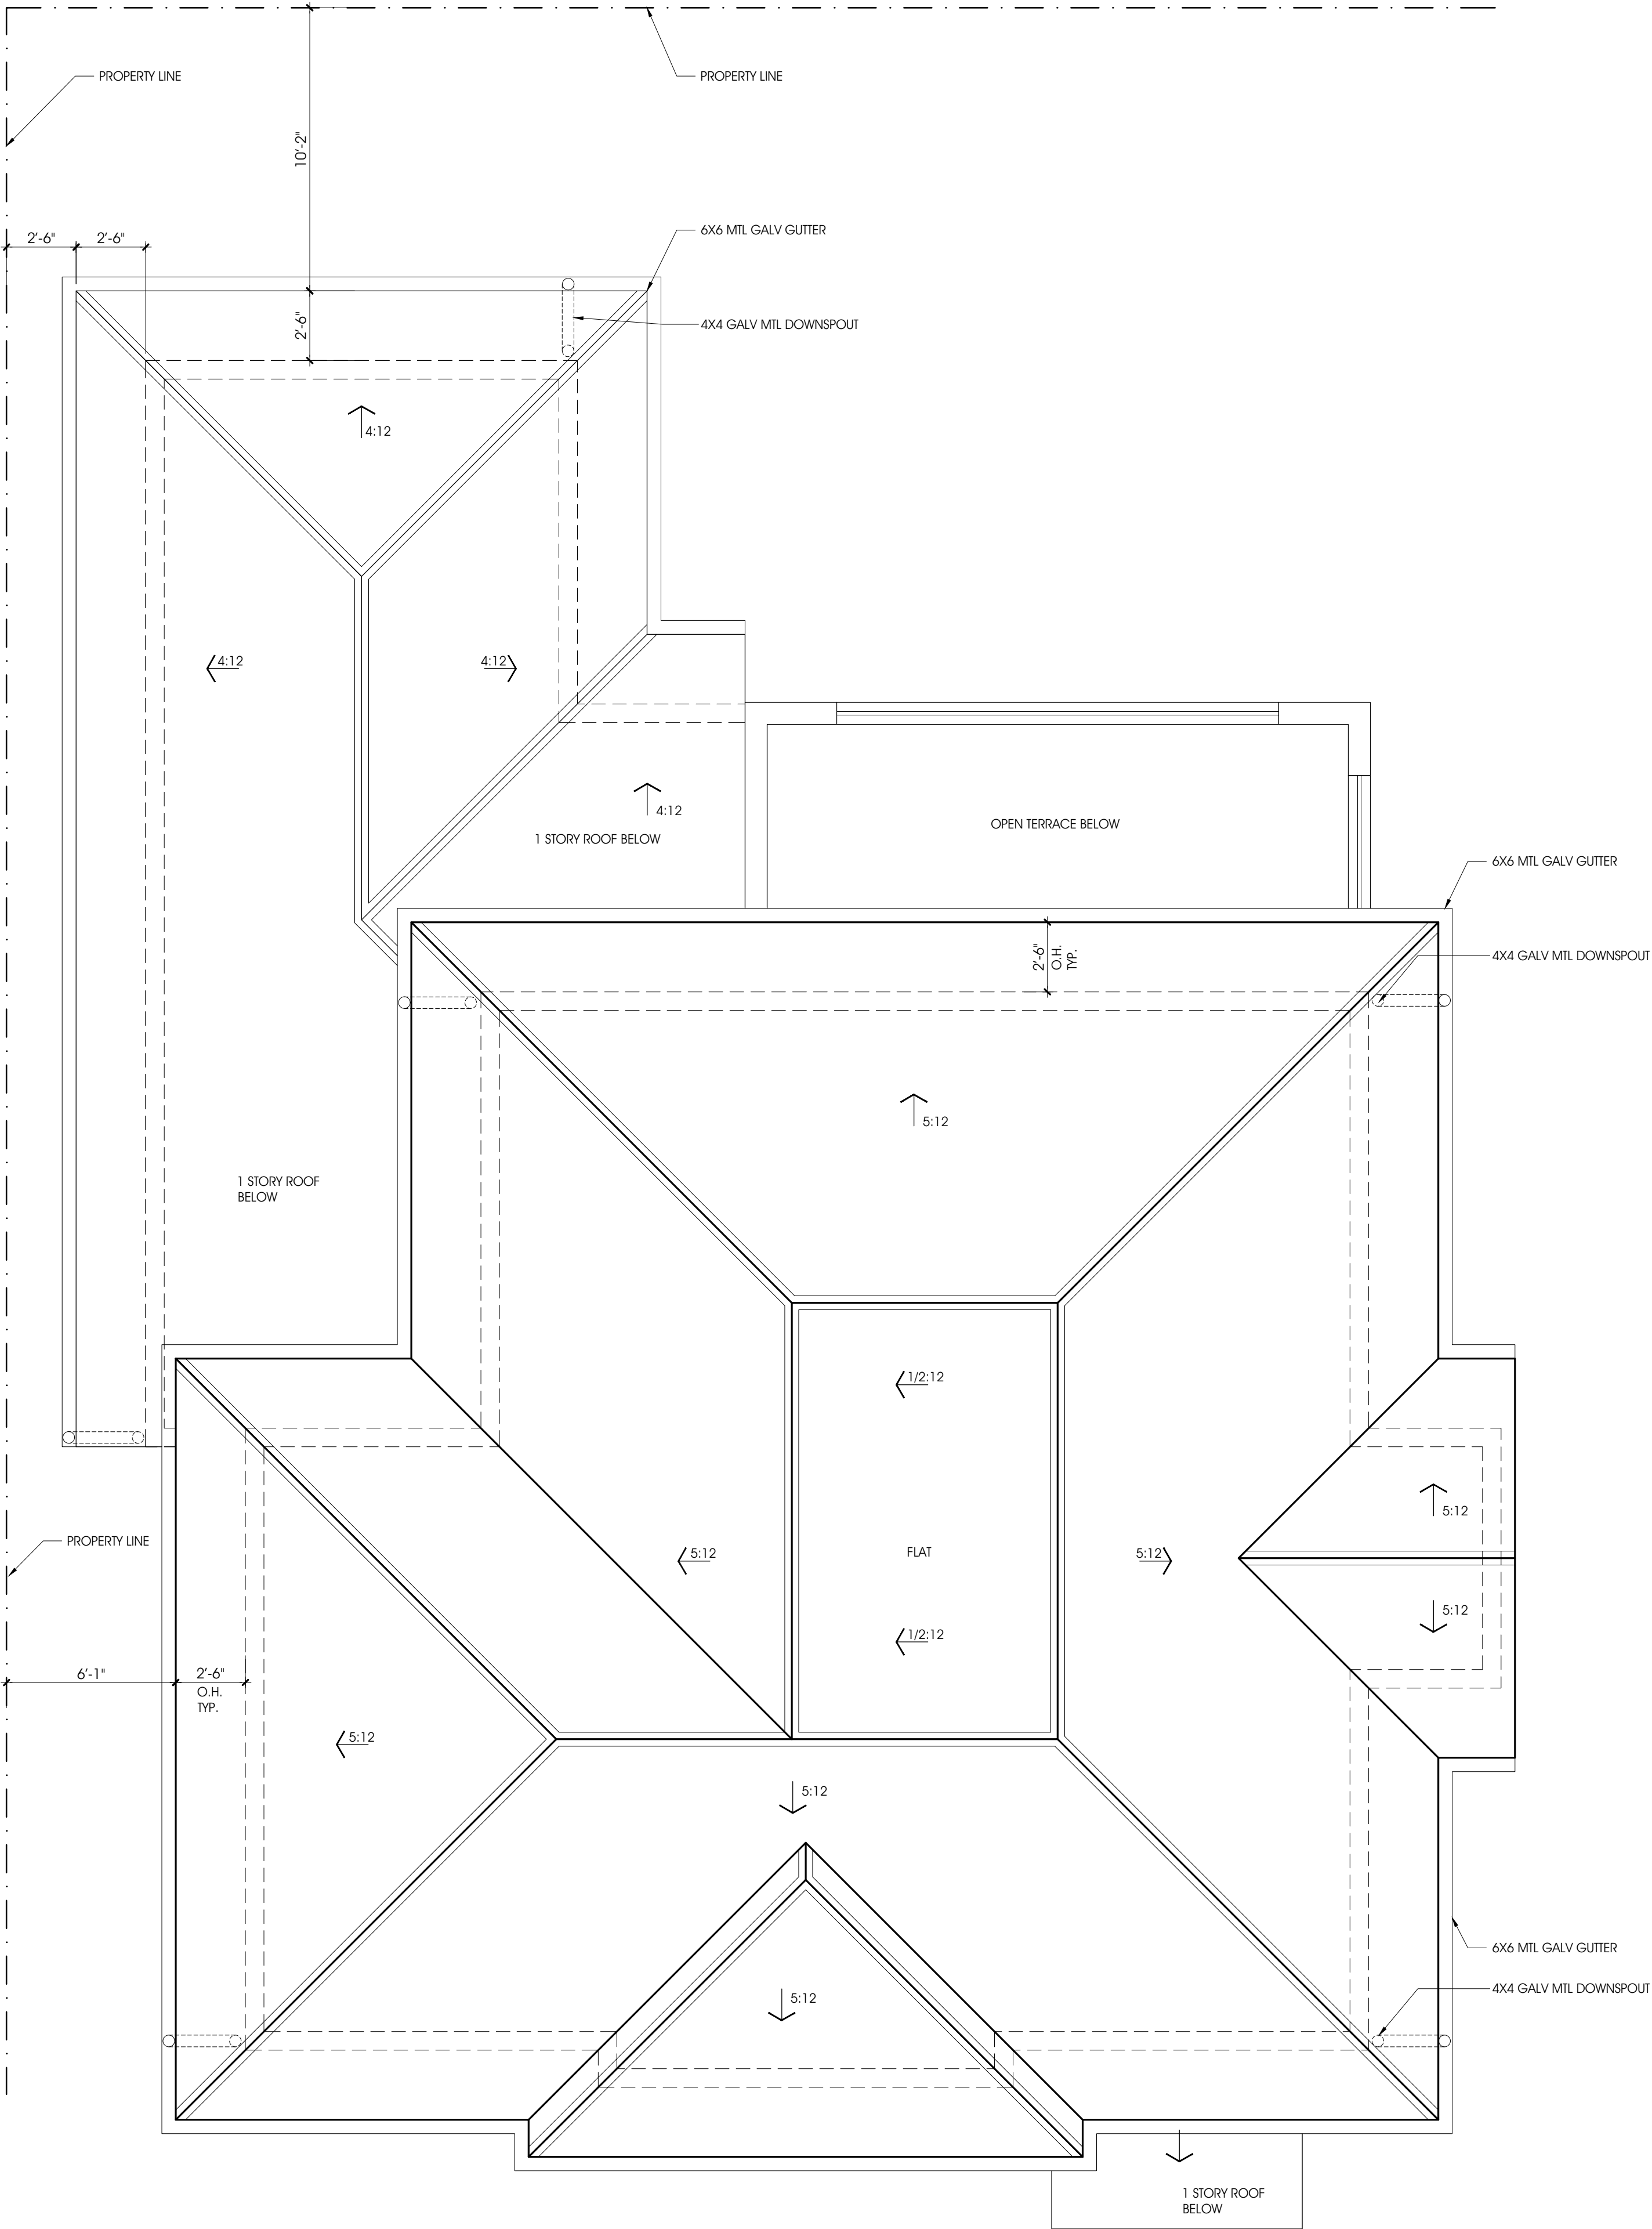 PROPERTY LINE
PROPERTY LINE
10'-2"
6X6 MTL GALV GUTTER
2'-6"
2'-6"
2'-6"
4X4 GALV MTL DOWNSPOUT
4:12
4:12
4:12
4:12
1 STORY ROOF BELOW
OPEN TERRACE BELOW
6X6 MTL GALV GUTTER
2'-6"
O.H.
TYP.
4X4 GALV MTL DOWNSPOUT
5:12
1 STORY ROOF
BELOW
1/2:12
5:12
PROPERTY LINE
5:12
FLAT
5:12
5:12
1/2:12
6'-1"
2'-6"
O.H.
TYP.
5:12
5:12
6X6 MTL GALV GUTTER
4X4 GALV MTL DOWNSPOUT
5:12
1 STORY ROOF
BELOW